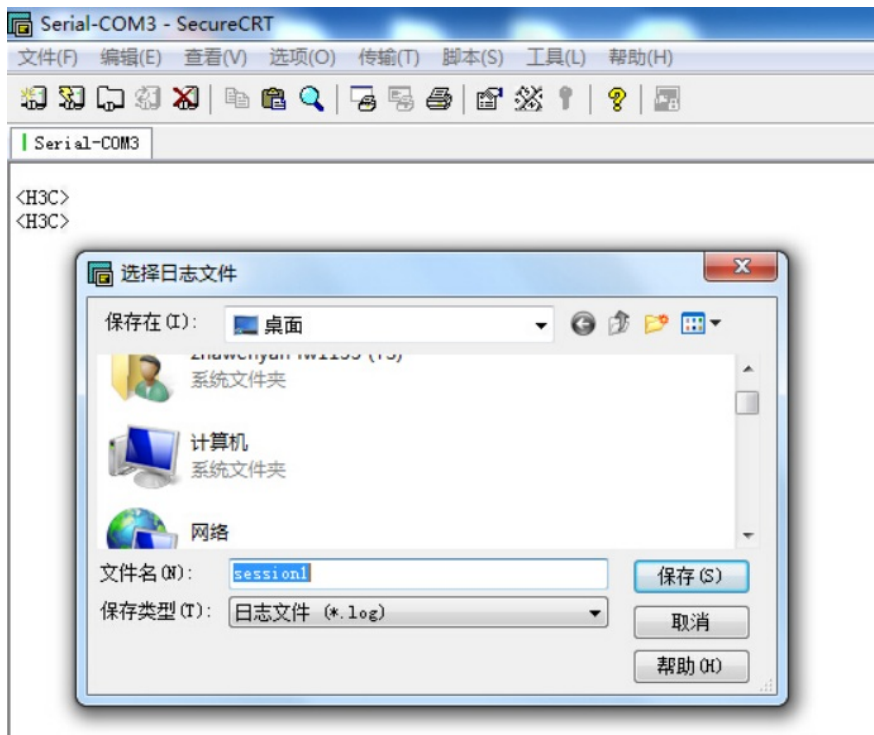 Serial-COM3 - SecureCRT
文件(F) 编辑(E) 查看(V) 选项(O) 传输(T) 脚本(S) 工具(L) 帮助(H)
Serial-COM3
<H3C>
<H3C>
选择日志文件
保存在(I): 桌面
系统文件夹
计算机
系统文件夹
网络
文件名(N): session1 保存(S)
保存类型(T): 日志文件 (*.log) 取消
帮助(H)